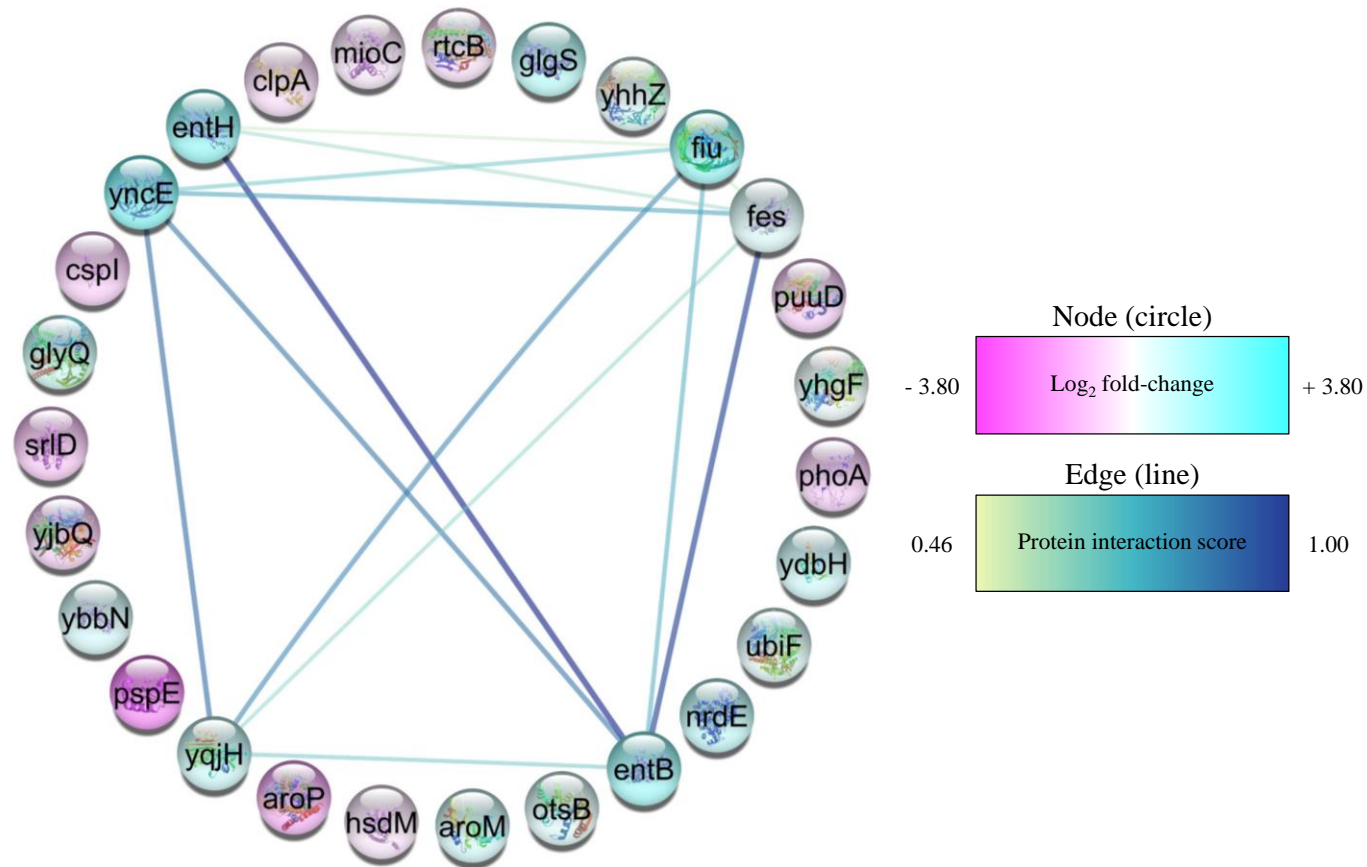 rtcB
mioC
glgS
clpA
yhhZ
entH
fiu
yncE
fes
cspI
puuD
glyQ
yhgF
srlD
phoA
yjbQ
ydbH
ybbN
ubiF
pspE
nrdE
yqjH
entB
aroP
otsB
hsdM
aroM
Node (circle)
- 3.80 Log₂ fold-change + 3.80
Edge (line)
0.46 Protein interaction score 1.00